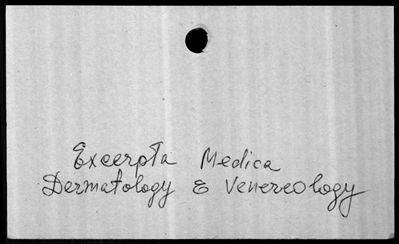 Excerpta Medica
Dermatology & Venereology